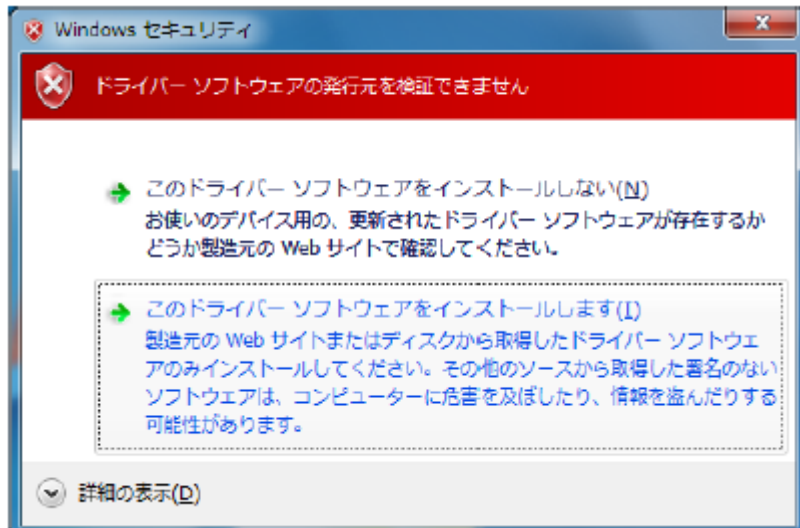 Windows セキュリティ
ドライバー ソフトウェアの発行元を検証できません
このドライバー ソフトウェアをインストールしない(N)
お使いのデバイス用の、更新されたドライバー ソフトウェアが存在するか
どうか製造元の Web サイトで確認してください。
このドライバー ソフトウェアをインストールします(I)
製造元の Web サイトまたはディスクから取得したドライバー ソフトウェ
アのみインストールしてください。その他のソースから取得した署名のない
ソフトウェアは、コンピューターに危害を及ぼしたり、情報を盗んだりする
可能性があります。
詳細の表示(D)